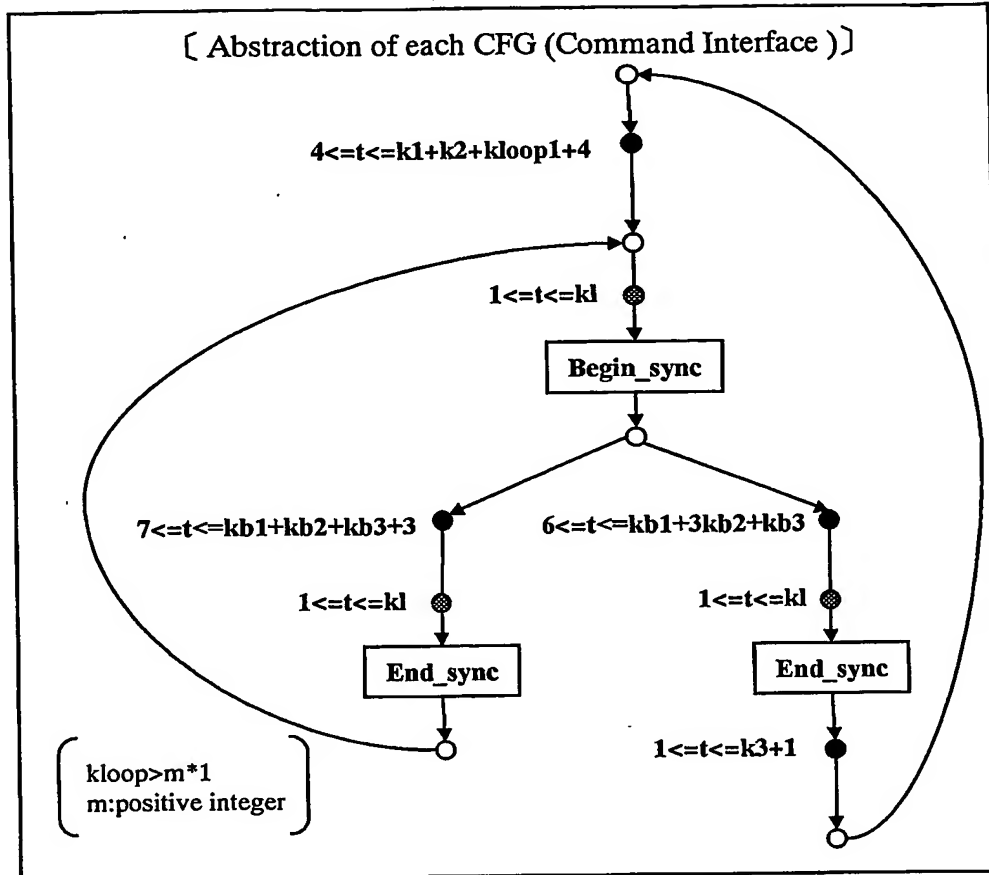 〔 Abstraction of each CFG (Command Interface )〕
4<=t<=k1+k2+kloop1+4
1<=t<=kl
Begin_sync
7<=t<=kb1+kb2+kb3+3
6<=t<=kb1+3kb2+kb3
1<=t<=kl
1<=t<=kl
End_sync
End_sync
1<=t<=k3+1
kloop>m*1
m:positive integer